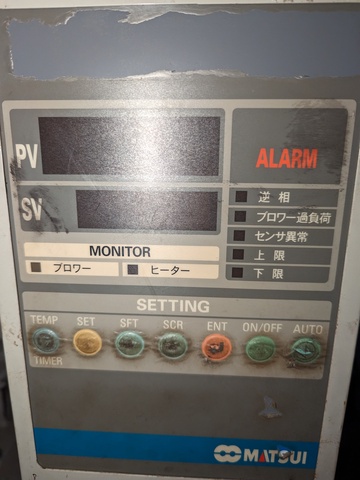 PV
ALARM
SV
逆相
ブロワー過負荷
センサ異常
上限
下限
MONITOR
ブロワー
ヒーター
SETTING
TEMP SET SFT SCR ENT ON/OFF AUTO
TIMER
MATSUI